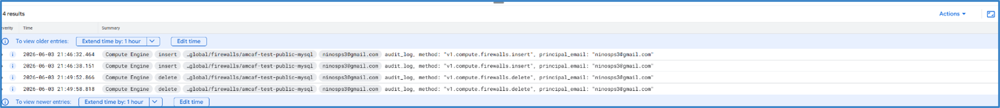 4 results Actions
verity Time Summary
To view older entries: Extend time by: 1 hour Edit time
2026-06-03 21:46:32.464 Compute Engine insert …global/firewalls/amcaf-test-public-mysql ninosps3@gmail.com audit_log, method: "v1.compute.firewalls.insert", principal_email: "ninosps3@gmail.com"
2026-06-03 21:46:38.151 Compute Engine insert …global/firewalls/amcaf-test-public-mysql ninosps3@gmail.com audit_log, method: "v1.compute.firewalls.insert", principal_email: "ninosps3@gmail.com"
2026-06-03 21:49:52.866 Compute Engine delete …global/firewalls/amcaf-test-public-mysql ninosps3@gmail.com audit_log, method: "v1.compute.firewalls.delete", principal_email: "ninosps3@gmail.com"
2026-06-03 21:49:58.818 Compute Engine delete …global/firewalls/amcaf-test-public-mysql ninosps3@gmail.com audit_log, method: "v1.compute.firewalls.delete", principal_email: "ninosps3@gmail.com"
To view newer entries: Extend time by: 1 hour Edit time